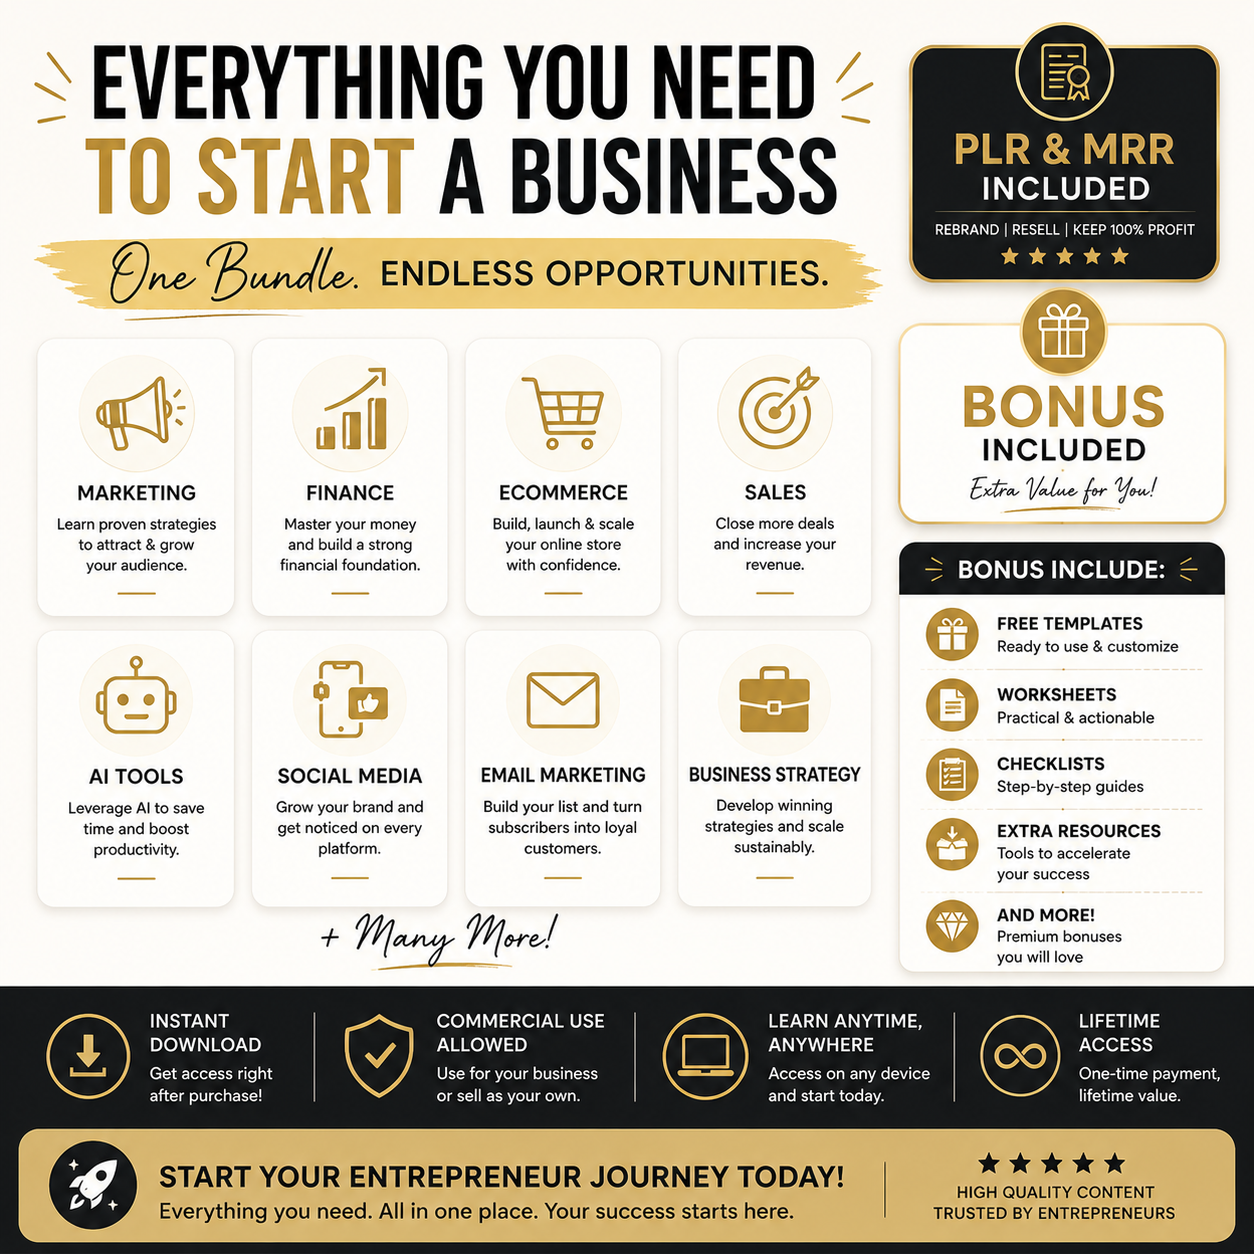 EVERYTHING YOU NEED
TO START A BUSINESS
One Bundle. ENDLESS OPPORTUNITIES.
PLR & MRR
INCLUDED
REBRAND | RESELL | KEEP 100% PROFIT
BONUS
INCLUDED
Extra Value for You!
MARKETING
Learn proven strategies
to attract & grow
your audience.
FINANCE
Master your money
and build a strong
financial foundation.
ECOMMERCE
Build, launch & scale
your online store
with confidence.
SALES
Close more deals
and increase your
revenue.
AI TOOLS
Leverage AI to save
time and boost
productivity.
SOCIAL MEDIA
Grow your brand and
get noticed on every
platform.
EMAIL MARKETING
Build your list and turn
subscribers into loyal
customers.
BUSINESS STRATEGY
Develop winning
strategies and scale
sustainably.
+ Many More!
BONUS INCLUDE:
FREE TEMPLATES
Ready to use & customize
WORKSHEETS
Practical & actionable
CHECKLISTS
Step-by-step guides
EXTRA RESOURCES
Tools to accelerate
your success
AND MORE!
Premium bonuses
you will love
INSTANT
DOWNLOAD
Get access right
after purchase!
COMMERCIAL USE
ALLOWED
Use for your business
or sell as your own.
LEARN ANYTIME,
ANYWHERE
Access on any device
and start today.
LIFETIME
ACCESS
One-time payment,
lifetime value.
START YOUR ENTREPRENEUR JOURNEY TODAY!
Everything you need. All in one place. Your success starts here.
HIGH QUALITY CONTENT
TRUSTED BY ENTREPRENEURS